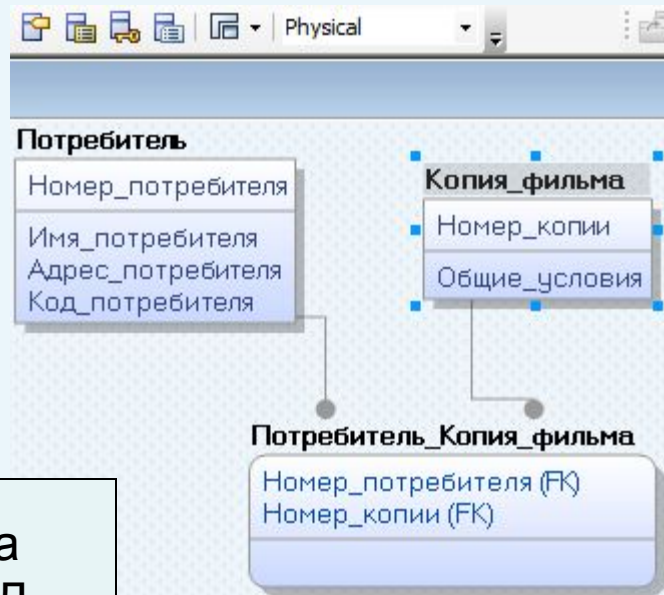 Physical
Потребитель
Номер_потребителя
Имя_потребителя
Адрес_потребителя
Код_потребителя
Копия_фильма
Номер_копии
Общие_условия
Потребитель_Копия_фильма
Номер_потребителя (FK)
Номер_копии (FK)
а